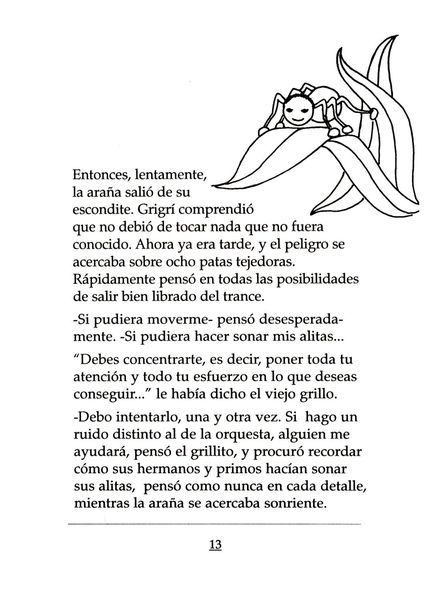 Entonces, lentamente,
la araña salió de su
escondite. Grigrí comprendió
que no debió de tocar nada que no fuera
conocido. Ahora ya era tarde, y el peligro se
acercaba sobre ocho patas tejedoras.
Rápidamente pensó en todas las posibilidades
de salir bien librado del trance.
-Si pudiera moverme- pensó desesperada-
mente. -Si pudiera hacer sonar mis alitas...
“Debes concentrarte, es decir, poner toda tu
atención y todo tu esfuerzo en lo que deseas
conseguir...” le había dicho el viejo grillo.
-Debo intentarlo, una y otra vez. Si hago un
ruido distinto al de la orquesta, alguien me
ayudará, pensó el grillito, y procuró recordar
cómo sus hermanos y primos hacían sonar
sus alitas, pensó como nunca en cada detalle,
mientras la araña se acercaba sonriente.
13